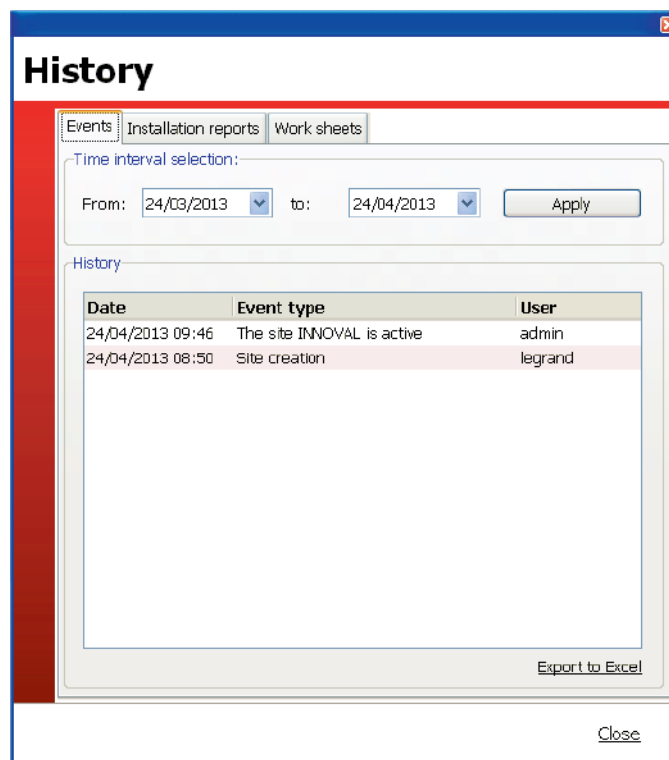 History
Events Installation reports Work sheets
Time interval selection:
From: 24/03/2013 to: 24/04/2013 Apply
History
Date Event type User
24/04/2013 09:46 The site INNOVAL is active admin
24/04/2013 08:50 Site creation legrand
Export to Excel
Close